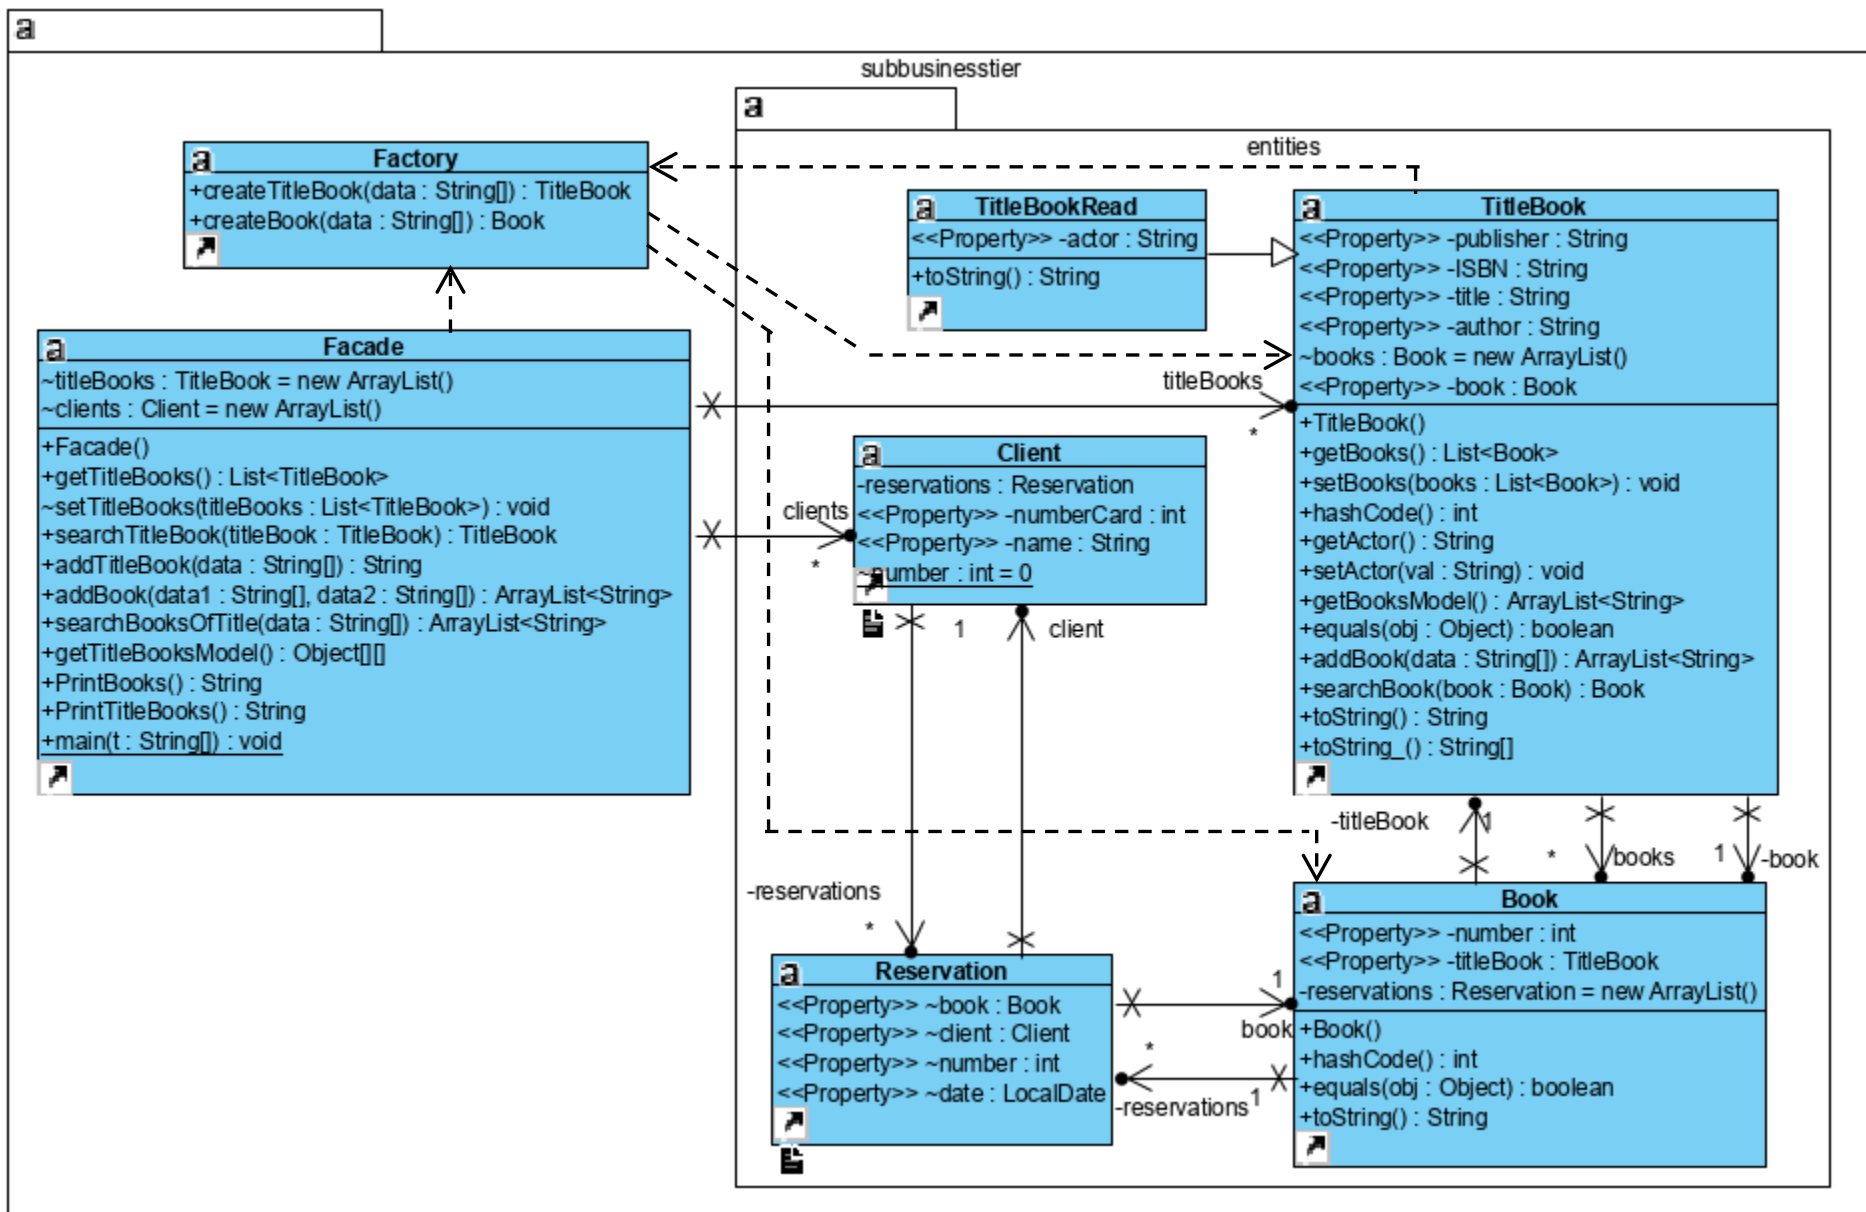 subbusinesstier
entities
Factory
+createTitleBook(data : String[]) : TitleBook
+createBook(data : String[]) : Book
TitleBookRead
<<Property>> -actor : String
+toString() : String
TitleBook
<<Property>> -publisher : String
<<Property>> -ISBN : String
<<Property>> -title : String
<<Property>> -author : String
~books : Book = new ArrayList()
<<Property>> -book : Book
+TitleBook()
+getBooks() : List<Book>
+setBooks(books : List<Book>) : void
+hashCode() : int
+getActor() : String
+setActor(val : String) : void
+getBooksModel() : ArrayList<String>
+equals(obj : Object) : boolean
+addBook(data : String[]) : ArrayList<String>
+searchBook(book : Book) : Book
+toString() : String
+toString_() : String[]
Facade
~titleBooks : TitleBook = new ArrayList()
~clients : Client = new ArrayList()
+Facade()
+getTitleBooks() : List<TitleBook>
~setTitleBooks(titleBooks : List<TitleBook>) : void
+searchTitleBook(titleBook : TitleBook) : TitleBook
+addTitleBook(data : String[]) : String
+addBook(data1 : String[], data2 : String[]) : ArrayList<String>
+searchBooksOfTitle(data : String[]) : ArrayList<String>
+getTitleBooksModel() : Object[][]
+PrintBooks() : String
+PrintTitleBooks() : String
+main(t : String[]) : void
titleBooks
*
clients
*
Client
-reservations : Reservation
<<Property>> -numberCard : int
<<Property>> -name : String
~number : int = 0
1
client
-reservations
*
-titleBook
1
*
books
1
-book
Reservation
<<Property>> ~book : Book
<<Property>> ~client : Client
<<Property>> ~number : int
<<Property>> ~date : LocalDate
1
book
*
-reservations
1
Book
<<Property>> -number : int
<<Property>> -titleBook : TitleBook
-reservations : Reservation = new ArrayList()
+Book()
+hashCode() : int
+equals(obj : Object) : boolean
+toString() : String